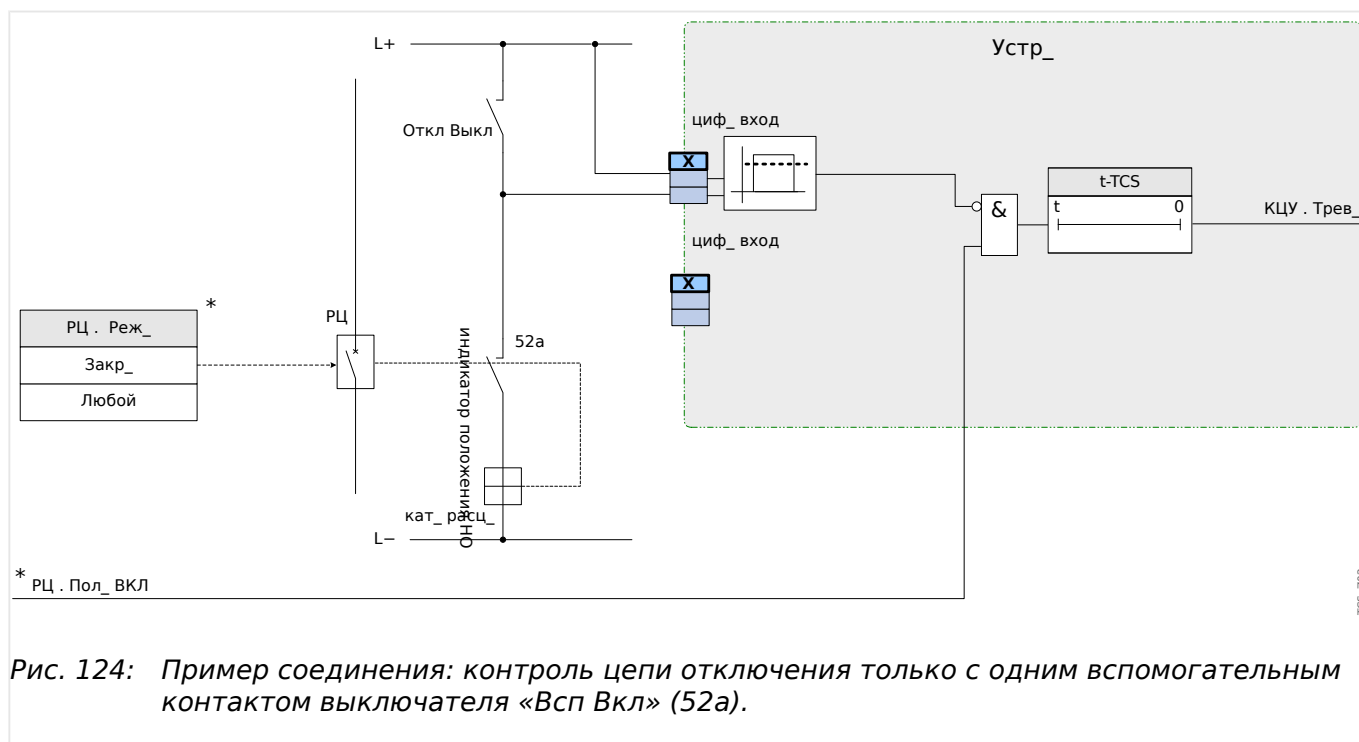 L+
Устр_
циф_ вход
Откл Выкл
X
t-TCS
&
t 0
КЦУ . Трев_
циф_ вход
X
*
РЦ
РЦ . Реж_
Закр_
Любой
52a
индикатор положения НО
кат_ расц_
L−
*
РЦ . Пол_ ВКЛ
Рис. 124: Пример соединения: контроль цепи отключения только с одним вспомогательным
контактом выключателя «Всп Вкл» (52a).